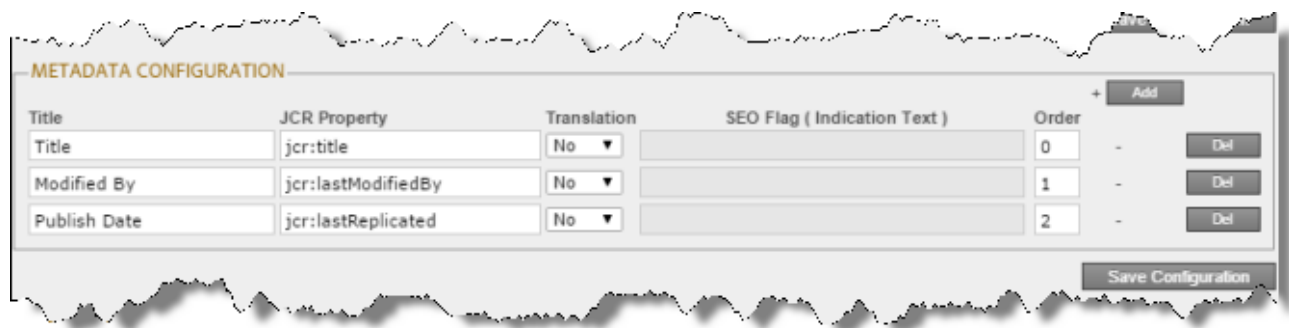 METADATA CONFIGURATION
+ Add
Title JCR Property Translation SEO Flag ( Indication Text ) Order
Title jcr:title No ▼ 0 - Del
Modified By jcr:lastModifiedBy No ▼ 1 - Del
Publish Date jcr:lastReplicated No ▼ 2 - Del
Save Configuration